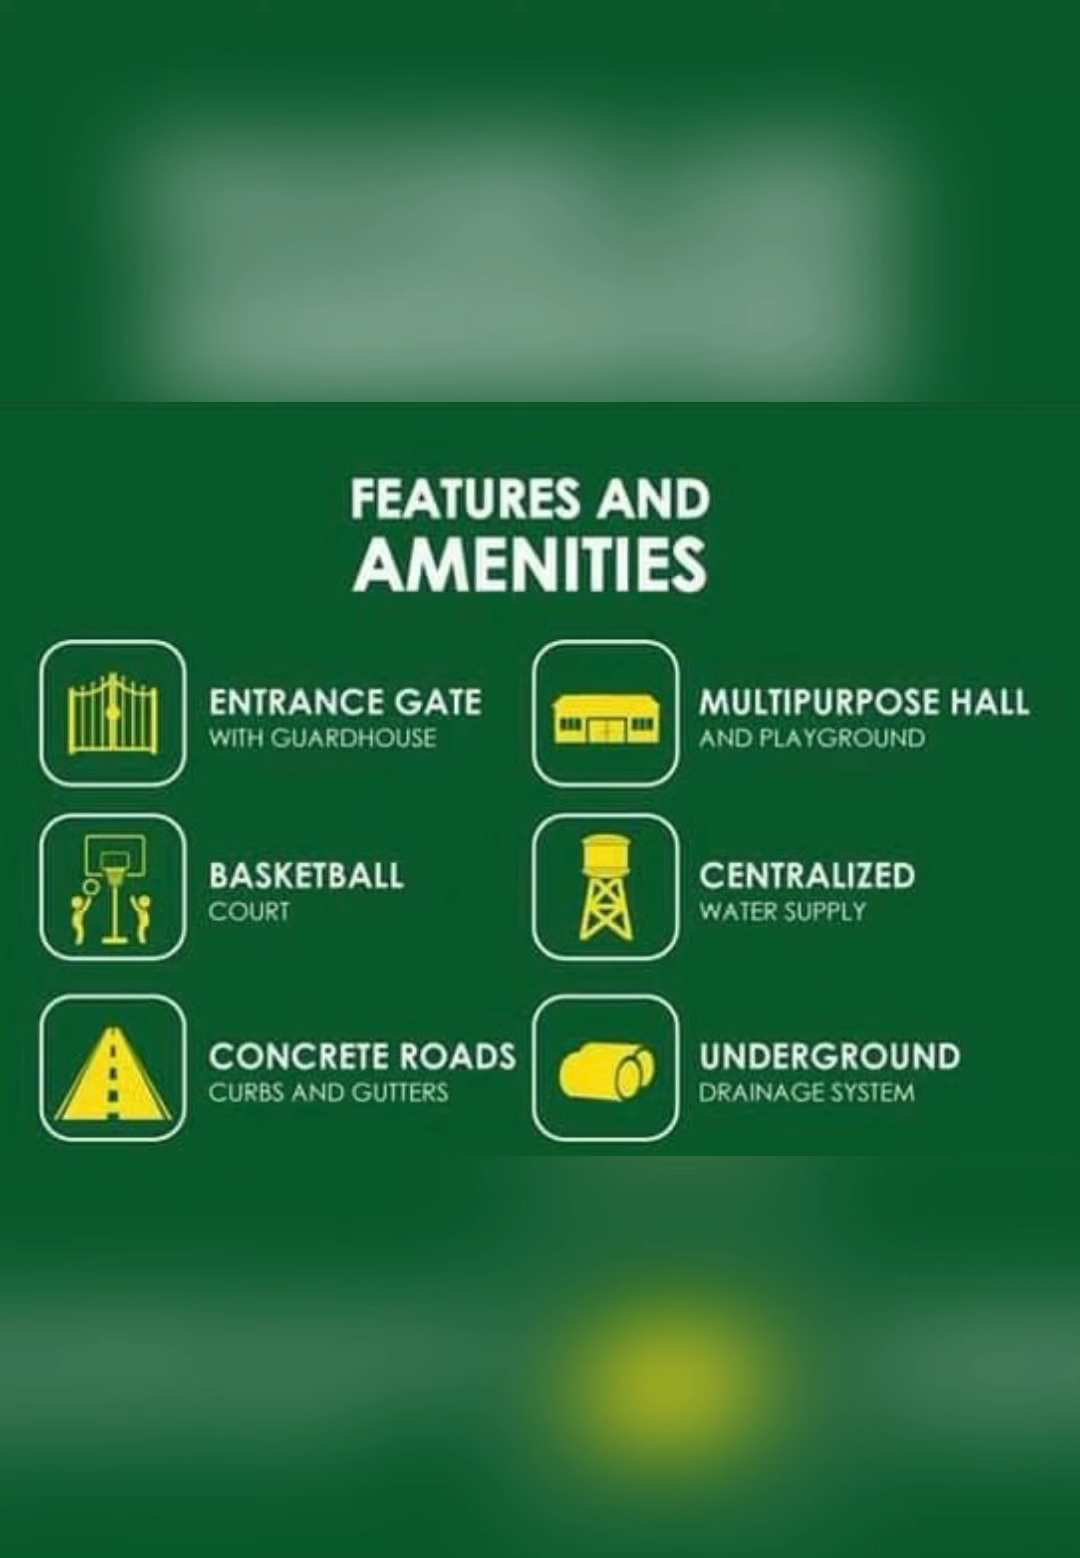 FEATURES AND
AMENITIES
ENTRANCE GATE
WITH GUARDHOUSE
MULTIPURPOSE HALL
AND PLAYGROUND
BASKETBALL
COURT
CENTRALIZED
WATER SUPPLY
CONCRETE ROADS
CURBS AND GUTTERS
UNDERGROUND
DRAINAGE SYSTEM